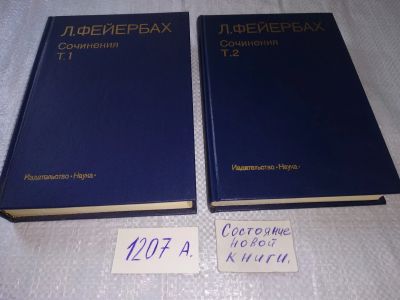 Л.ФЕЙЕРБАХ
Сочинения
Т.1
Издательство «Наука»
Л.ФЕЙЕРБАХ
Сочинения
Т.2
Издательство «Наука»
1207 А.
Состояние
новой
книги.